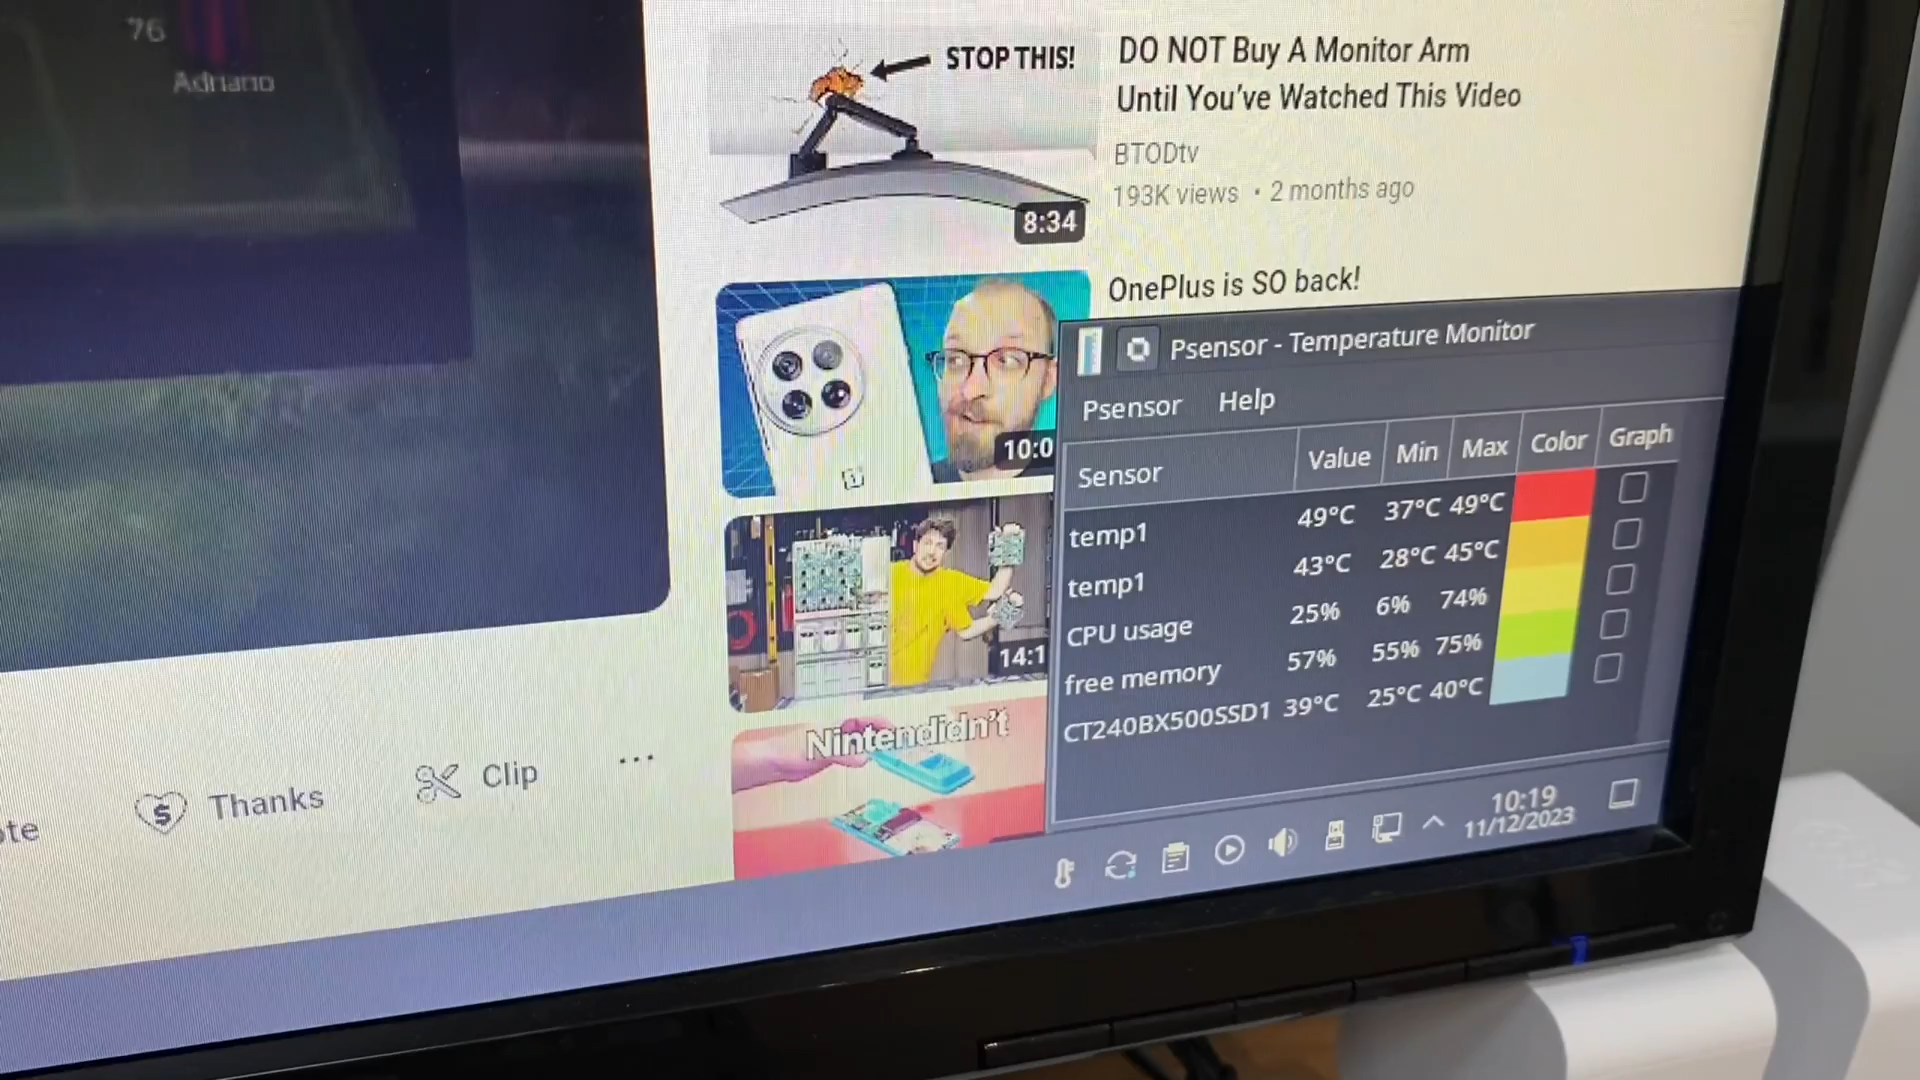 76
Adriano
STOP THIS!
8:34
DO NOT Buy A Monitor Arm
Until You've Watched This Video
BTODtv
193K views • 2 months ago
OnePlus is SO back!
10:0
14:1
Nintendidn't
Psensor - Temperature Monitor
Psensor Help
Sensor Value Min Max Color Graph
temp1 49°C 37°C 49°C
temp1 43°C 28°C 45°C
CPU usage 25% 6% 74%
free memory 57% 55% 75%
CT240BX500SSD1 39°C 25°C 40°C
ote
$ Thanks
Clip
...
10:19
11/12/2023